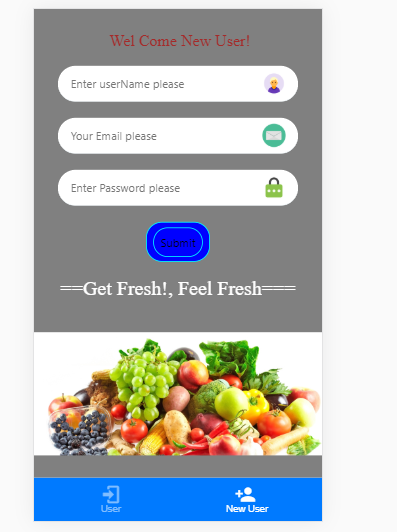 Wel Come New User!
Enter userName please
Your Email please
Enter Password please
Submit
==Get Fresh!, Feel Fresh===
User
New User